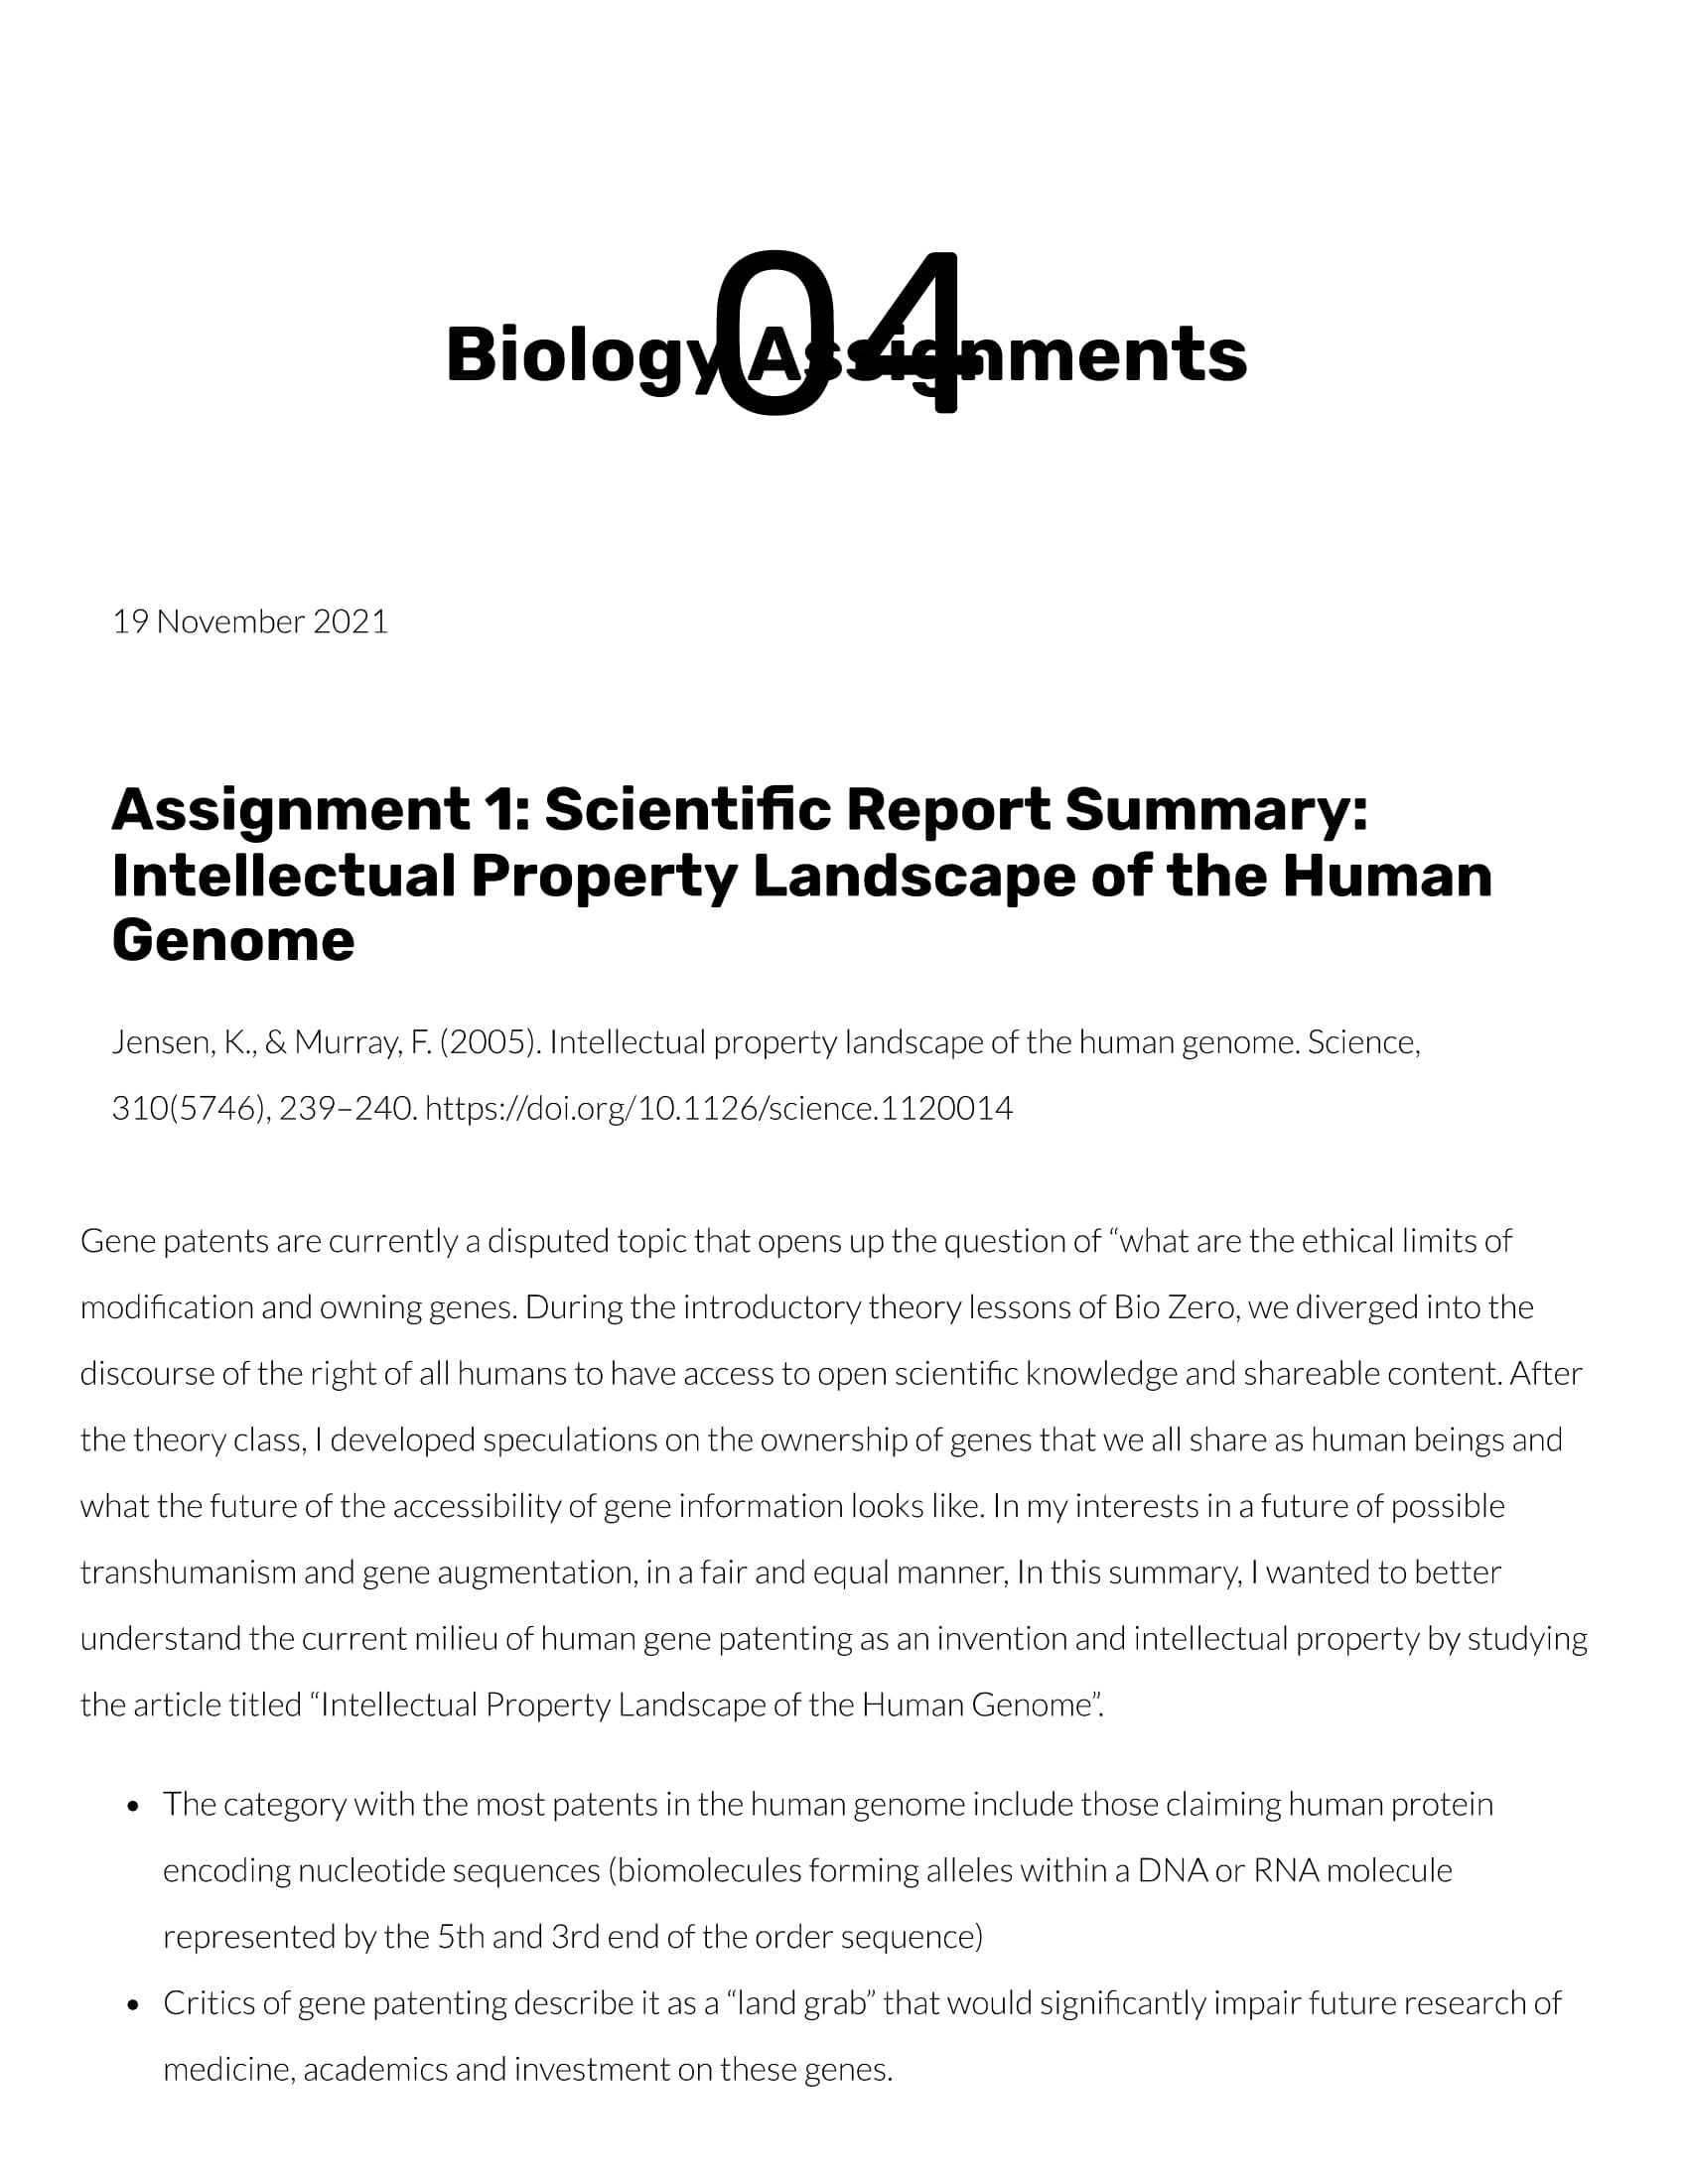 04
Biology Assignments
19 November 2021
Assignment 1: Scientific Report Summary:
Intellectual Property Landscape of the Human
Genome
Jensen, K., & Murray, F. (2005). Intellectual property landscape of the human genome. Science,
310(5746), 239–240. https://doi.org/10.1126/science.1120014
Gene patents are currently a disputed topic that opens up the question of “what are the ethical limits of
modification and owning genes. During the introductory theory lessons of Bio Zero, we diverged into the
discourse of the right of all humans to have access to open scientific knowledge and shareable content. After
the theory class, I developed speculations on the ownership of genes that we all share as human beings and
what the future of the accessibility of gene information looks like. In my interests in a future of possible
transhumanism and gene augmentation, in a fair and equal manner, In this summary, I wanted to better
understand the current milieu of human gene patenting as an invention and intellectual property by studying
the article titled “Intellectual Property Landscape of the Human Genome”.
• The category with the most patents in the human genome include those claiming human protein
encoding nucleotide sequences (biomolecules forming alleles within a DNA or RNA molecule
represented by the 5th and 3rd end of the order sequence)
• Critics of gene patenting describe it as a “land grab” that would significantly impair future research of
medicine, academics and investment on these genes.